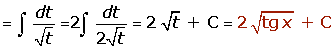 = ∫ dt/√t = 2∫ dt/2√t = 2 √t + C = 2 √tg x + C